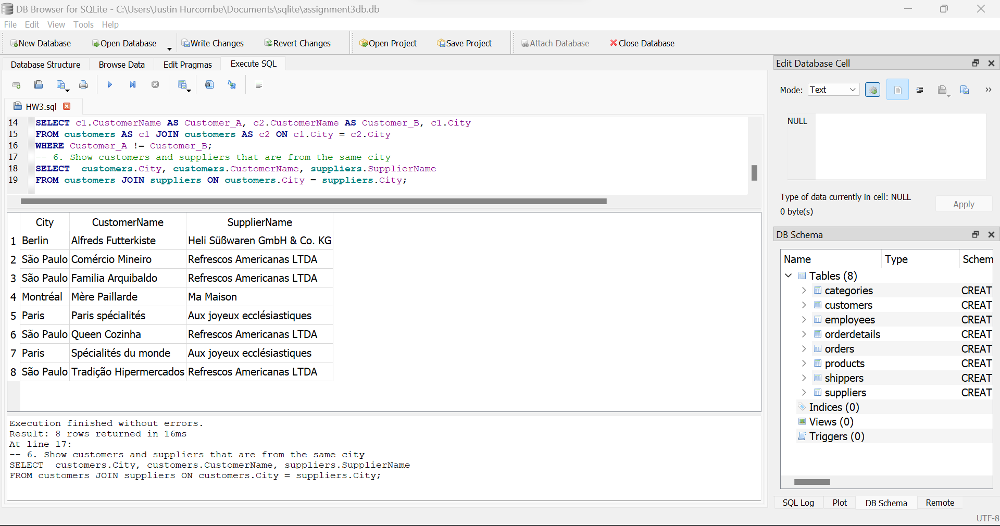 DB Browser for SQLite - C:\Users\Justin Hurcombe\Documents\sqlite\assignment3db.db
File Edit View Tools Help
New Database Open Database Write Changes Revert Changes Open Project Save Project Attach Database Close Database
Database Structure Browse Data Edit Pragmas Execute SQL
HW3.sql
14 SELECT c1.CustomerName AS Customer_A, c2.CustomerName AS Customer_B, c1.City
15 FROM customers AS c1 JOIN customers AS c2 ON c1.City = c2.City
16 WHERE Customer_A != Customer_B;
17 -- 6. Show customers and suppliers that are from the same city
18 SELECT  customers.City, customers.CustomerName, suppliers.SupplierName
19 FROM customers JOIN suppliers ON customers.City = suppliers.City;
City CustomerName SupplierName
1 Berlin Alfreds Futterkiste Heli Süßwaren GmbH & Co. KG
2 São Paulo Comércio Mineiro Refrescos Americanas LTDA
3 São Paulo Familia Arquibaldo Refrescos Americanas LTDA
4 Montréal Mère Paillarde Ma Maison
5 Paris Paris spécialités Aux joyeux ecclésiastiques
6 São Paulo Queen Cozinha Refrescos Americanas LTDA
7 Paris Spécialités du monde Aux joyeux ecclésiastiques
8 São Paulo Tradição Hipermercados Refrescos Americanas LTDA
Execution finished without errors.
Result: 8 rows returned in 16ms
At line 17:
-- 6. Show customers and suppliers that are from the same city
SELECT  customers.City, customers.CustomerName, suppliers.SupplierName
FROM customers JOIN suppliers ON customers.City = suppliers.City;
Edit Database Cell
Mode: Text
NULL
Type of data currently in cell: NULL
0 byte(s)
Apply
DB Schema
Name Type Schem
Tables (8)
categories CREAT
customers CREAT
employees CREAT
orderdetails CREAT
orders CREAT
products CREAT
shippers CREAT
suppliers CREAT
Indices (0)
Views (0)
Triggers (0)
SQL Log Plot DB Schema Remote
UTF-8